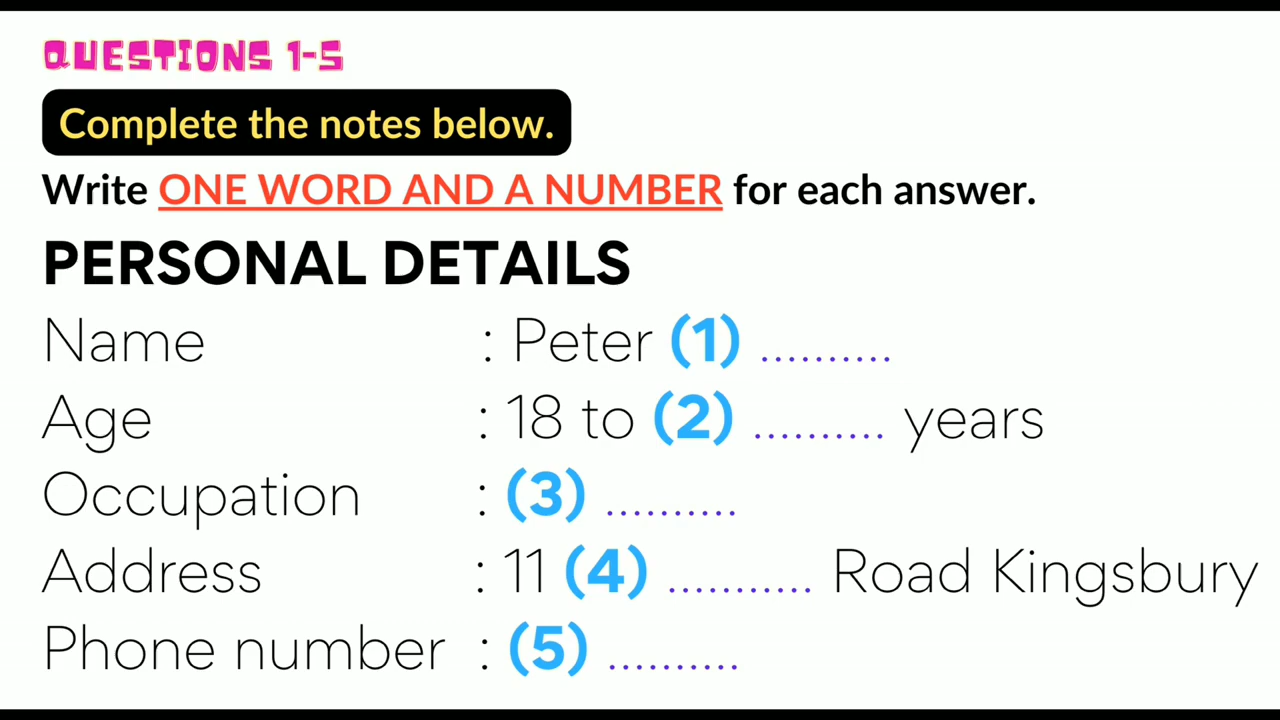 QUESTIONS 1-5
Complete the notes below.
Write ONE WORD AND A NUMBER for each answer.
PERSONAL DETAILS
Name : Peter (1) ..........
Age : 18 to (2) .......... years
Occupation : (3) ..........
Address : 11 (4) ........... Road Kingsbury
Phone number : (5) ..........